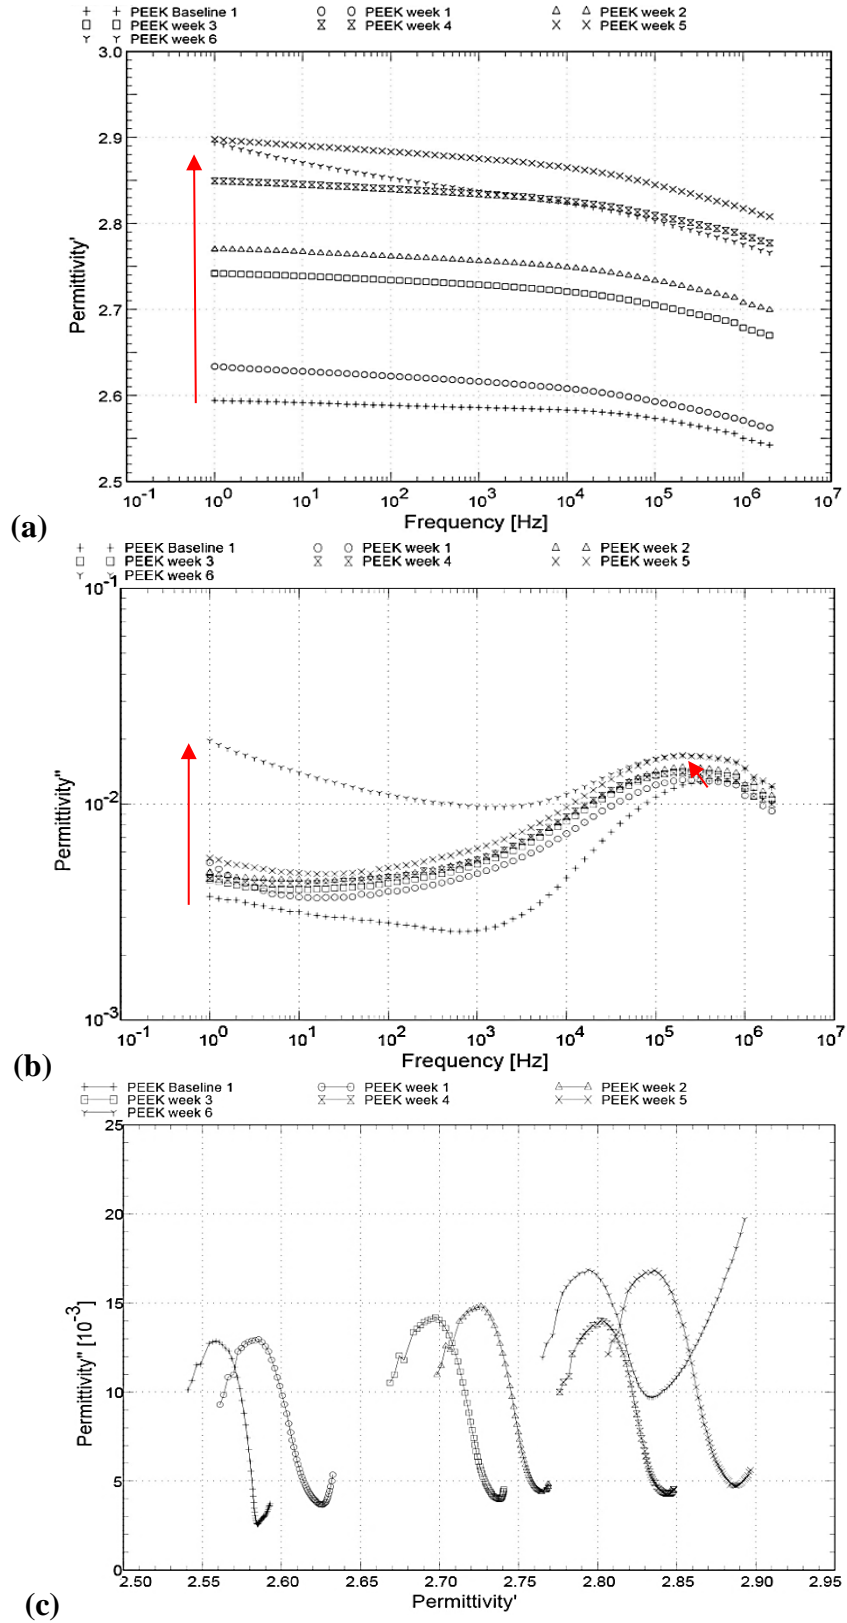 PEEK Baseline 1 PEEK week 1 PEEK week 2
PEEK week 3 PEEK week 4 PEEK week 5
PEEK week 6
3.0
2.9
2.8
2.7
2.6
2.5
Permittivity'
10-1 100 101 102 103 104 105 106 107
Frequency [Hz]
(a)
PEEK Baseline 1 PEEK week 1 PEEK week 2
PEEK week 3 PEEK week 4 PEEK week 5
PEEK week 6
10-1
10-2
10-3
Permittivity"
10-1 100 101 102 103 104 105 106 107
Frequency [Hz]
(b)
PEEK Baseline 1 PEEK week 1 PEEK week 2
PEEK week 3 PEEK week 4 PEEK week 5
PEEK week 6
25
20
15
10
5
0
Permittivity" [10-3]
2.50 2.55 2.60 2.65 2.70 2.75 2.80 2.85 2.90 2.95
Permittivity'
(c)